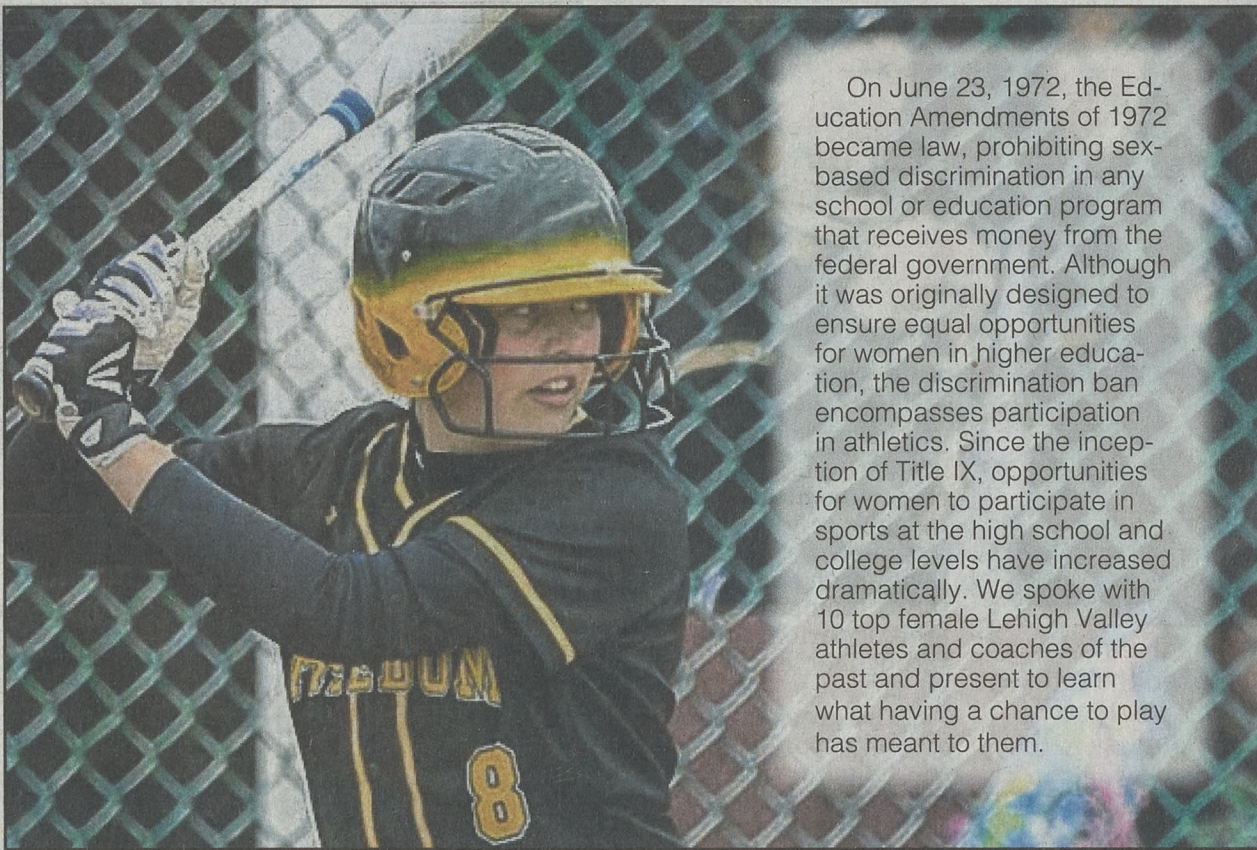 On June 23, 1972, the Ed-
ucation Amendments of 1972
became law, prohibiting sex-
based discrimination in any
school or education program
that receives money from the
federal government. Although
it was originally designed to
ensure equal opportunities
for women in higher educa-
tion, the discrimination ban
encompasses participation
in athletics. Since the incep-
tion of Title IX, opportunities
for women to participate in
sports at the high school and
college levels have increased
dramatically. We spoke with
10 top female Lehigh Valley
athletes and coaches of the
past and present to learn
what having a chance to play
has meant to them.
FREEDOM
8